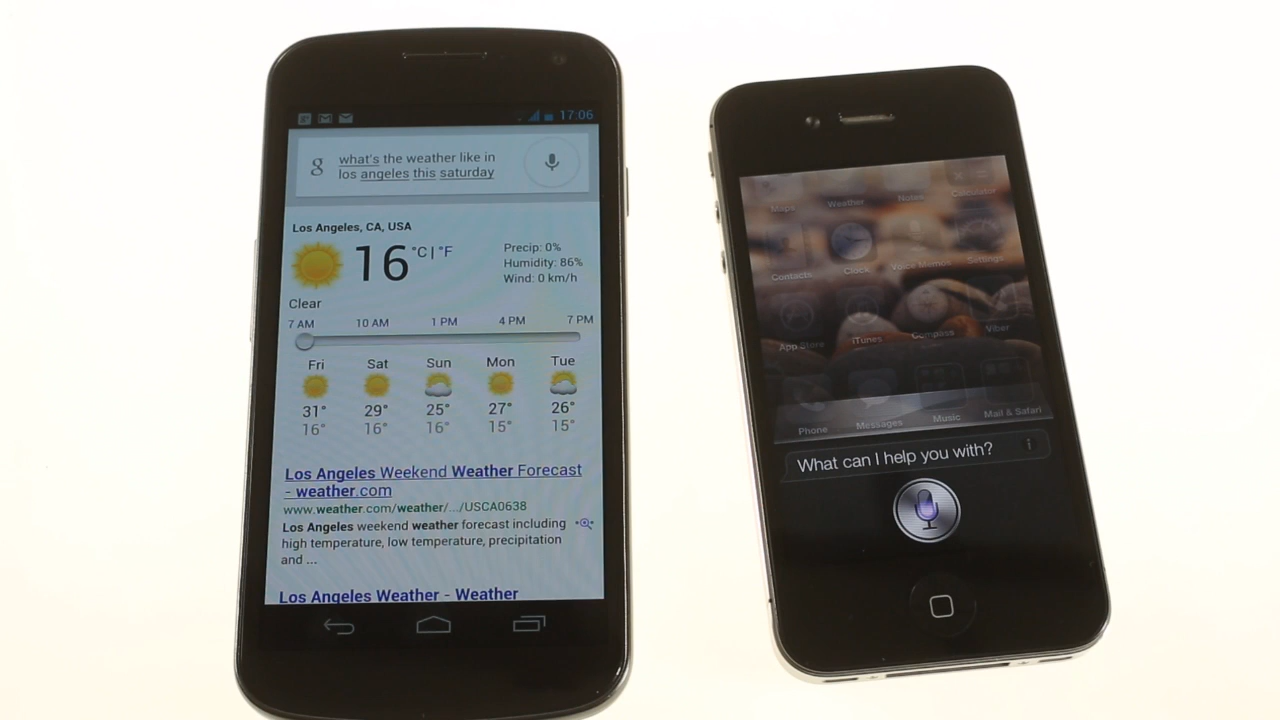 17:06
g
what's the weather like in
los angeles this saturday
Los Angeles, CA, USA
16 °C | °F
Precip: 0%
Humidity: 86%
Wind: 0 km/h
Clear
7 AM 10 AM 1 PM 4 PM 7 PM
Fri Sat Sun Mon Tue
31° 29° 25° 27° 26°
16° 16° 16° 15° 15°
Los Angeles Weekend Weather Forecast
- weather.com
www.weather.com/weather/.../USCA0638
Los Angeles weekend weather forecast including
high temperature, low temperature, precipitation
and ...
Los Angeles Weather - Weather
Maps Weather Notes Calculator
Contacts Clock Voice Memos Settings
App Store iTunes Compass Viber
Phone Messages Music Mail & Safari
What can I help you with?